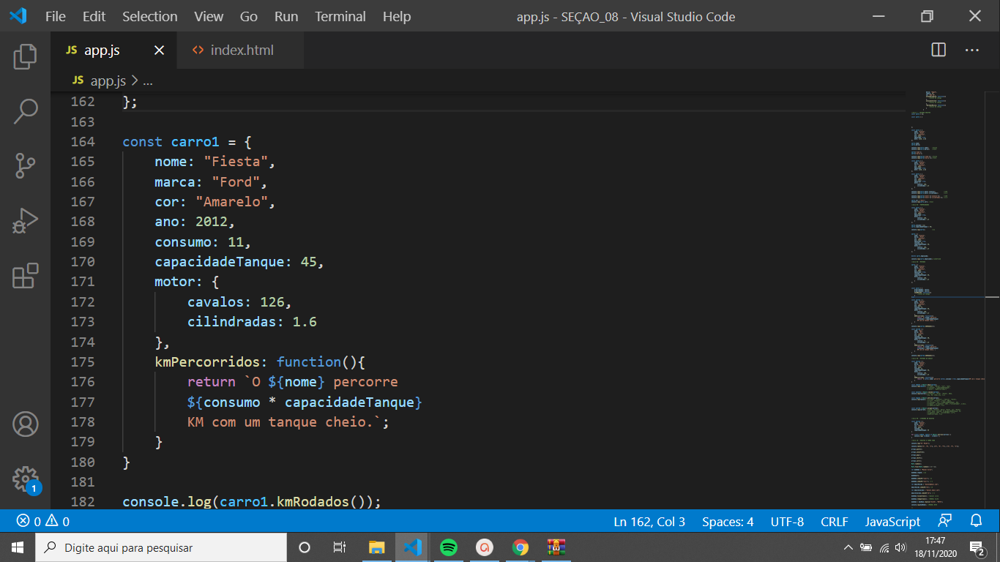 File Edit Selection View Go Run Terminal Help
app.js - SEÇAO_08 - Visual Studio Code
JS app.js
<> index.html
JS app.js > ...
162 };
163
164 const carro1 = {
165 nome: "Fiesta",
166 marca: "Ford",
167 cor: "Amarelo",
168 ano: 2012,
169 consumo: 11,
170 capacidadeTanque: 45,
171 motor: {
172 cavalos: 126,
173 cilindradas: 1.6
174 },
175 kmPercorridos: function(){
176 return `O ${nome} percorre
177 ${consumo * capacidadeTanque}
178 KM com um tanque cheio.`;
179 }
180 }
181
182 console.log(carro1.kmRodados());
1
0 0
Ln 162, Col 3 Spaces: 4 UTF-8 CRLF JavaScript
Digite aqui para pesquisar
17:47
18/11/2020
2